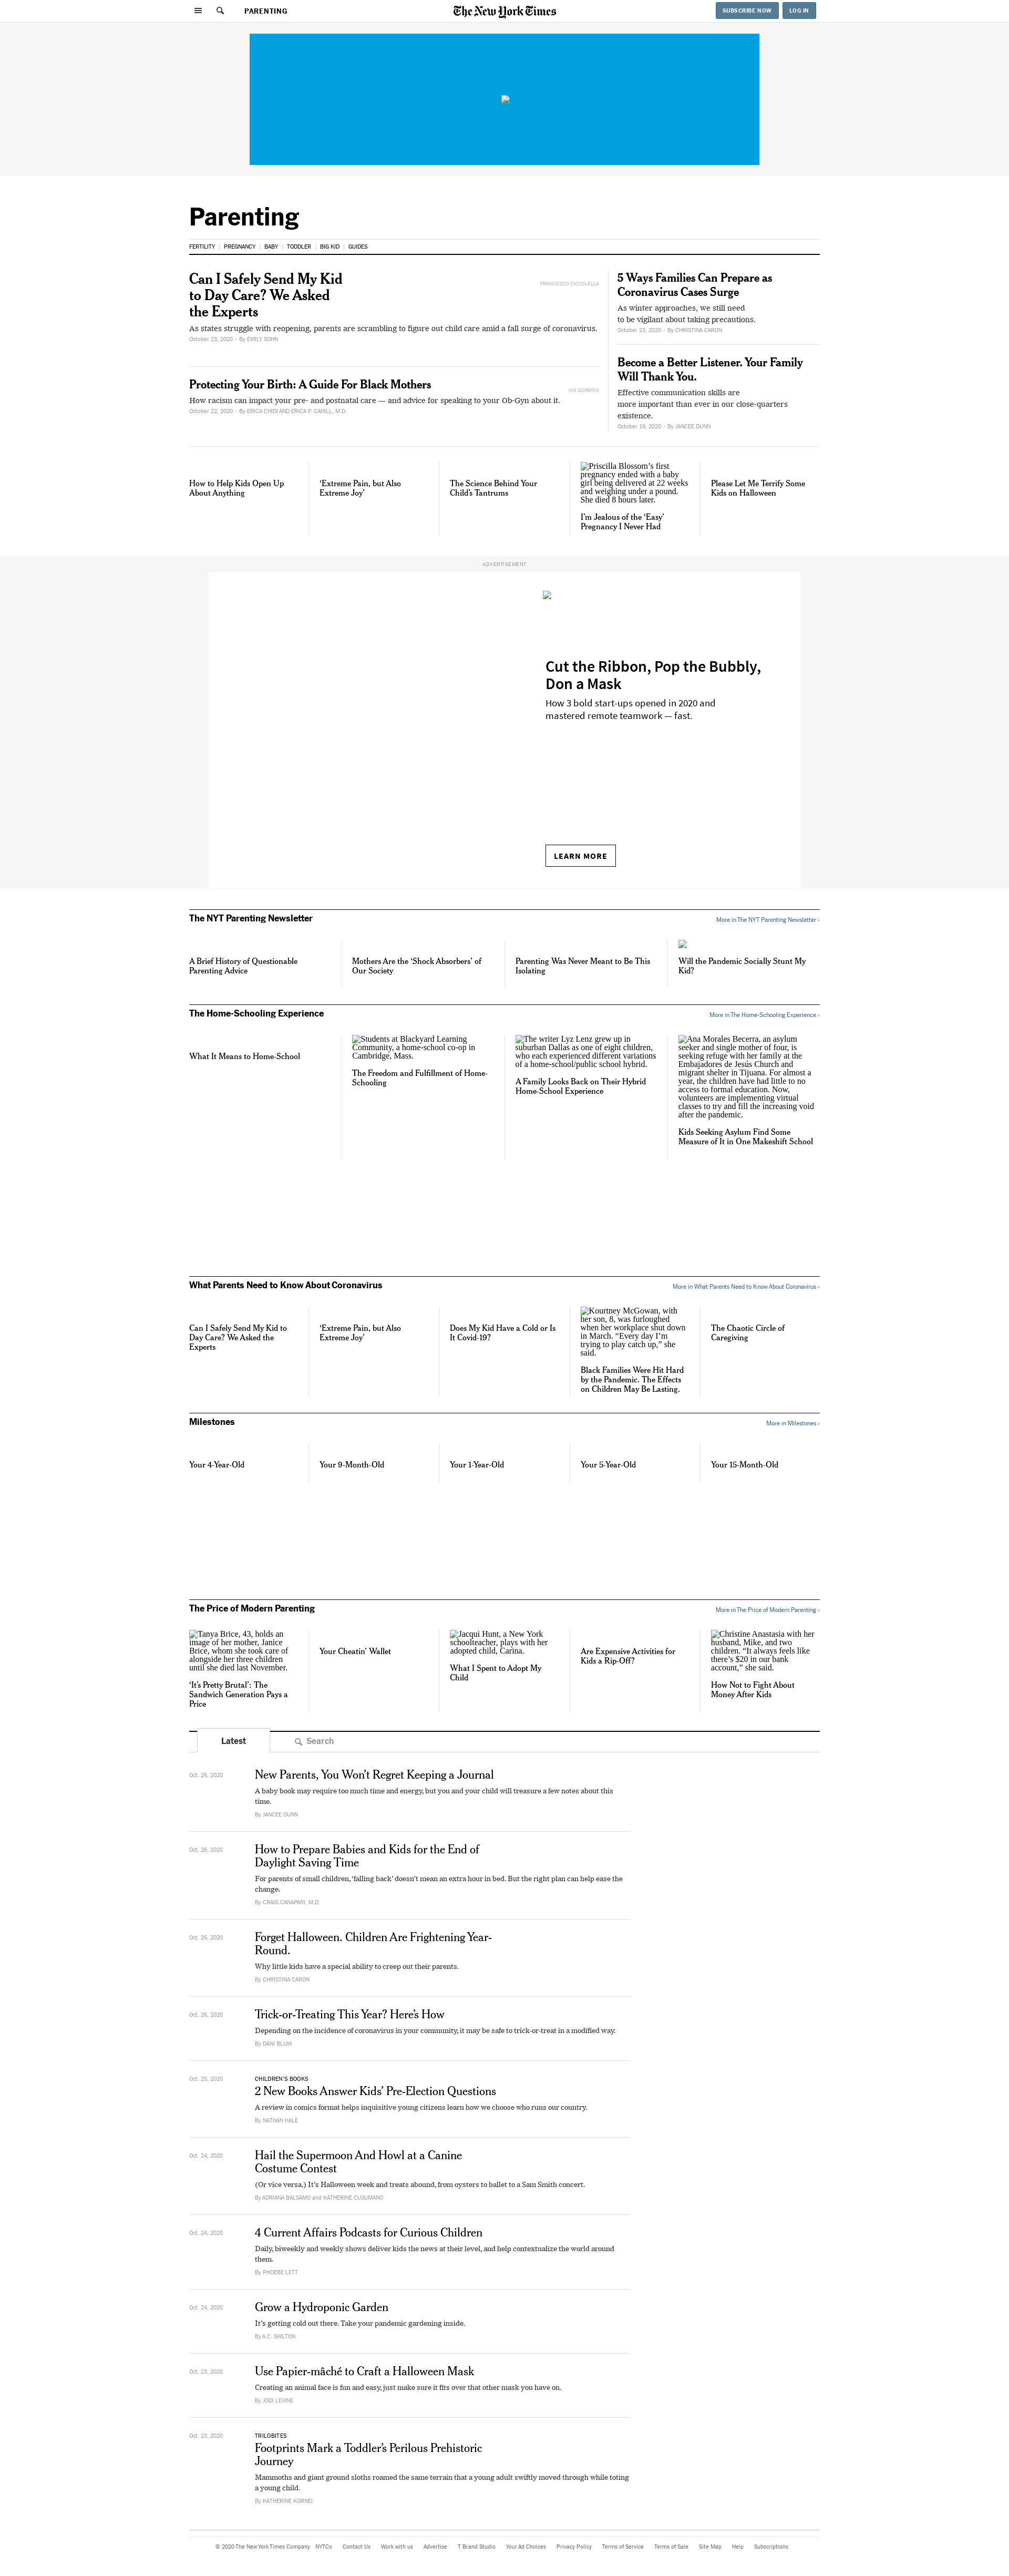 PARENTING
The New York Times
SUBSCRIBE NOW
LOG IN
Parenting
FERTILITY
PREGNANCY
BABY
TODDLER
BIG KID
GUIDES
Can I Safely Send My Kid
to Day Care? We Asked
the Experts
FRANCESCO CICCOLELLA
As states struggle with reopening, parents are scrambling to figure out child care amid a fall surge of coronavirus.
October 23, 2020 • By EMILY SOHN
Protecting Your Birth: A Guide For Black Mothers
XIA GORDON
How racism can impact your pre- and postnatal care — and advice for speaking to your Ob-Gyn about it.
October 22, 2020 • By ERICA CHIDI AND ERICA P. CAHILL, M.D.
5 Ways Families Can Prepare as
Coronavirus Cases Surge
As winter approaches, we still need
to be vigilant about taking precautions.
October 23, 2020 • By CHRISTINA CARON
Become a Better Listener. Your Family
Will Thank You.
Effective communication skills are
more important than ever in our close-quarters
existence.
October 19, 2020 • By JANCEE DUNN
How to Help Kids Open Up
About Anything
‘Extreme Pain, but Also
Extreme Joy’
The Science Behind Your
Child’s Tantrums
Priscilla Blossom’s first
pregnancy ended with a baby
girl being delivered at 22 weeks
and weighing under a pound.
She died 8 hours later.
I’m Jealous of the ‘Easy’
Pregnancy I Never Had
Please Let Me Terrify Some
Kids on Halloween
ADVERTISEMENT
Cut the Ribbon, Pop the Bubbly,
Don a Mask
How 3 bold start-ups opened in 2020 and
mastered remote teamwork — fast.
LEARN MORE
The NYT Parenting Newsletter
More in The NYT Parenting Newsletter ›
A Brief History of Questionable
Parenting Advice
Mothers Are the ‘Shock Absorbers’ of
Our Society
Parenting Was Never Meant to Be This
Isolating
Will the Pandemic Socially Stunt My
Kid?
The Home-Schooling Experience
More in The Home-Schooling Experience ›
What It Means to Home-School
Students at Blackyard Learning
Community, a home-school co-op in
Cambridge, Mass.
The Freedom and Fulfillment of Home-
Schooling
The writer Lyz Lenz grew up in
suburban Dallas as one of eight children,
who each experienced different variations
of a home-school/public school hybrid.
A Family Looks Back on Their Hybrid
Home-School Experience
Ana Morales Becerra, an asylum
seeker and single mother of four, is
seeking refuge with her family at the
Embajadores de Jesús Church and
migrant shelter in Tijuana. For almost a
year, the children have had little to no
access to formal education. Now,
volunteers are implementing virtual
classes to try and fill the increasing void
after the pandemic.
Kids Seeking Asylum Find Some
Measure of It in One Makeshift School
What Parents Need to Know About Coronavirus
More in What Parents Need to Know About Coronavirus ›
Can I Safely Send My Kid to
Day Care? We Asked the
Experts
‘Extreme Pain, but Also
Extreme Joy’
Does My Kid Have a Cold or Is
It Covid-19?
Kourtney McGowan, with
her son, 8, was furloughed
when her workplace shut down
in March. “Every day I’m
trying to play catch up,” she
said.
Black Families Were Hit Hard
by the Pandemic. The Effects
on Children May Be Lasting.
The Chaotic Circle of
Caregiving
Milestones
More in Milestones ›
Your 4-Year-Old
Your 9-Month-Old
Your 1-Year-Old
Your 5-Year-Old
Your 15-Month-Old
The Price of Modern Parenting
More in The Price of Modern Parenting ›
Tanya Brice, 43, holds an
image of her mother, Janice
Brice, whom she took care of
alongside her three children
until she died last November.
‘It’s Pretty Brutal’: The
Sandwich Generation Pays a
Price
Your Cheatin’ Wallet
Jacqui Hunt, a New York
schoolteacher, plays with her
adopted child, Carina.
What I Spent to Adopt My
Child
Are Expensive Activities for
Kids a Rip-Off?
Christine Anastasia with her
husband, Mike, and two
children. “It always feels like
there’s $20 in our bank
account,” she said.
How Not to Fight About
Money After Kids
Latest
Search
Oct. 26, 2020
New Parents, You Won’t Regret Keeping a Journal
A baby book may require too much time and energy, but you and your child will treasure a few notes about this
time.
By JANCEE DUNN
Oct. 26, 2020
How to Prepare Babies and Kids for the End of
Daylight Saving Time
For parents of small children, ‘falling back’ doesn’t mean an extra hour in bed. But the right plan can help ease the
change.
By CRAIG CANAPARI, M.D.
Oct. 26, 2020
Forget Halloween. Children Are Frightening Year-
Round.
Why little kids have a special ability to creep out their parents.
By CHRISTINA CARON
Oct. 26, 2020
Trick-or-Treating This Year? Here’s How
Depending on the incidence of coronavirus in your community, it may be safe to trick-or-treat in a modified way.
By DANI BLUM
Oct. 25, 2020
CHILDREN’S BOOKS
2 New Books Answer Kids’ Pre-Election Questions
A review in comics format helps inquisitive young citizens learn how we choose who runs our country.
By NATHAN HALE
Oct. 24, 2020
Hail the Supermoon And Howl at a Canine
Costume Contest
(Or vice versa.) It’s Halloween week and treats abound, from oysters to ballet to a Sam Smith concert.
By ADRIANA BALSAMO and KATHERINE CUSUMANO
Oct. 24, 2020
4 Current Affairs Podcasts for Curious Children
Daily, biweekly and weekly shows deliver kids the news at their level, and help contextualize the world around
them.
By PHOEBE LETT
Oct. 24, 2020
Grow a Hydroponic Garden
It’s getting cold out there. Take your pandemic gardening inside.
By A.C. SHILTON
Oct. 23, 2020
Use Papier-mâché to Craft a Halloween Mask
Creating an animal face is fun and easy, just make sure it fits over that other mask you have on.
By JODI LEVINE
Oct. 23, 2020
TRILOBITES
Footprints Mark a Toddler’s Perilous Prehistoric
Journey
Mammoths and giant ground sloths roamed the same terrain that a young adult swiftly moved through while toting
a young child.
By KATHERINE KORNEI
© 2020 The New York Times Company
NYTCo
Contact Us
Work with us
Advertise
T Brand Studio
Your Ad Choices
Privacy Policy
Terms of Service
Terms of Sale
Site Map
Help
Subscriptions